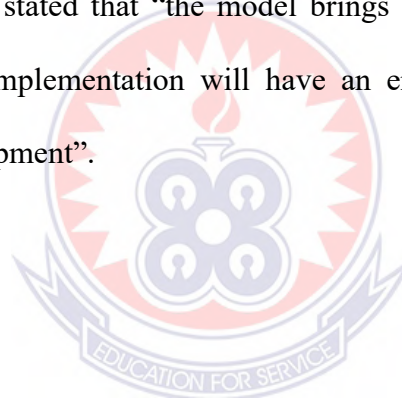 stated that “the model brings
mplementation will have an e
pment”.
EDUCATION FOR SERVICE